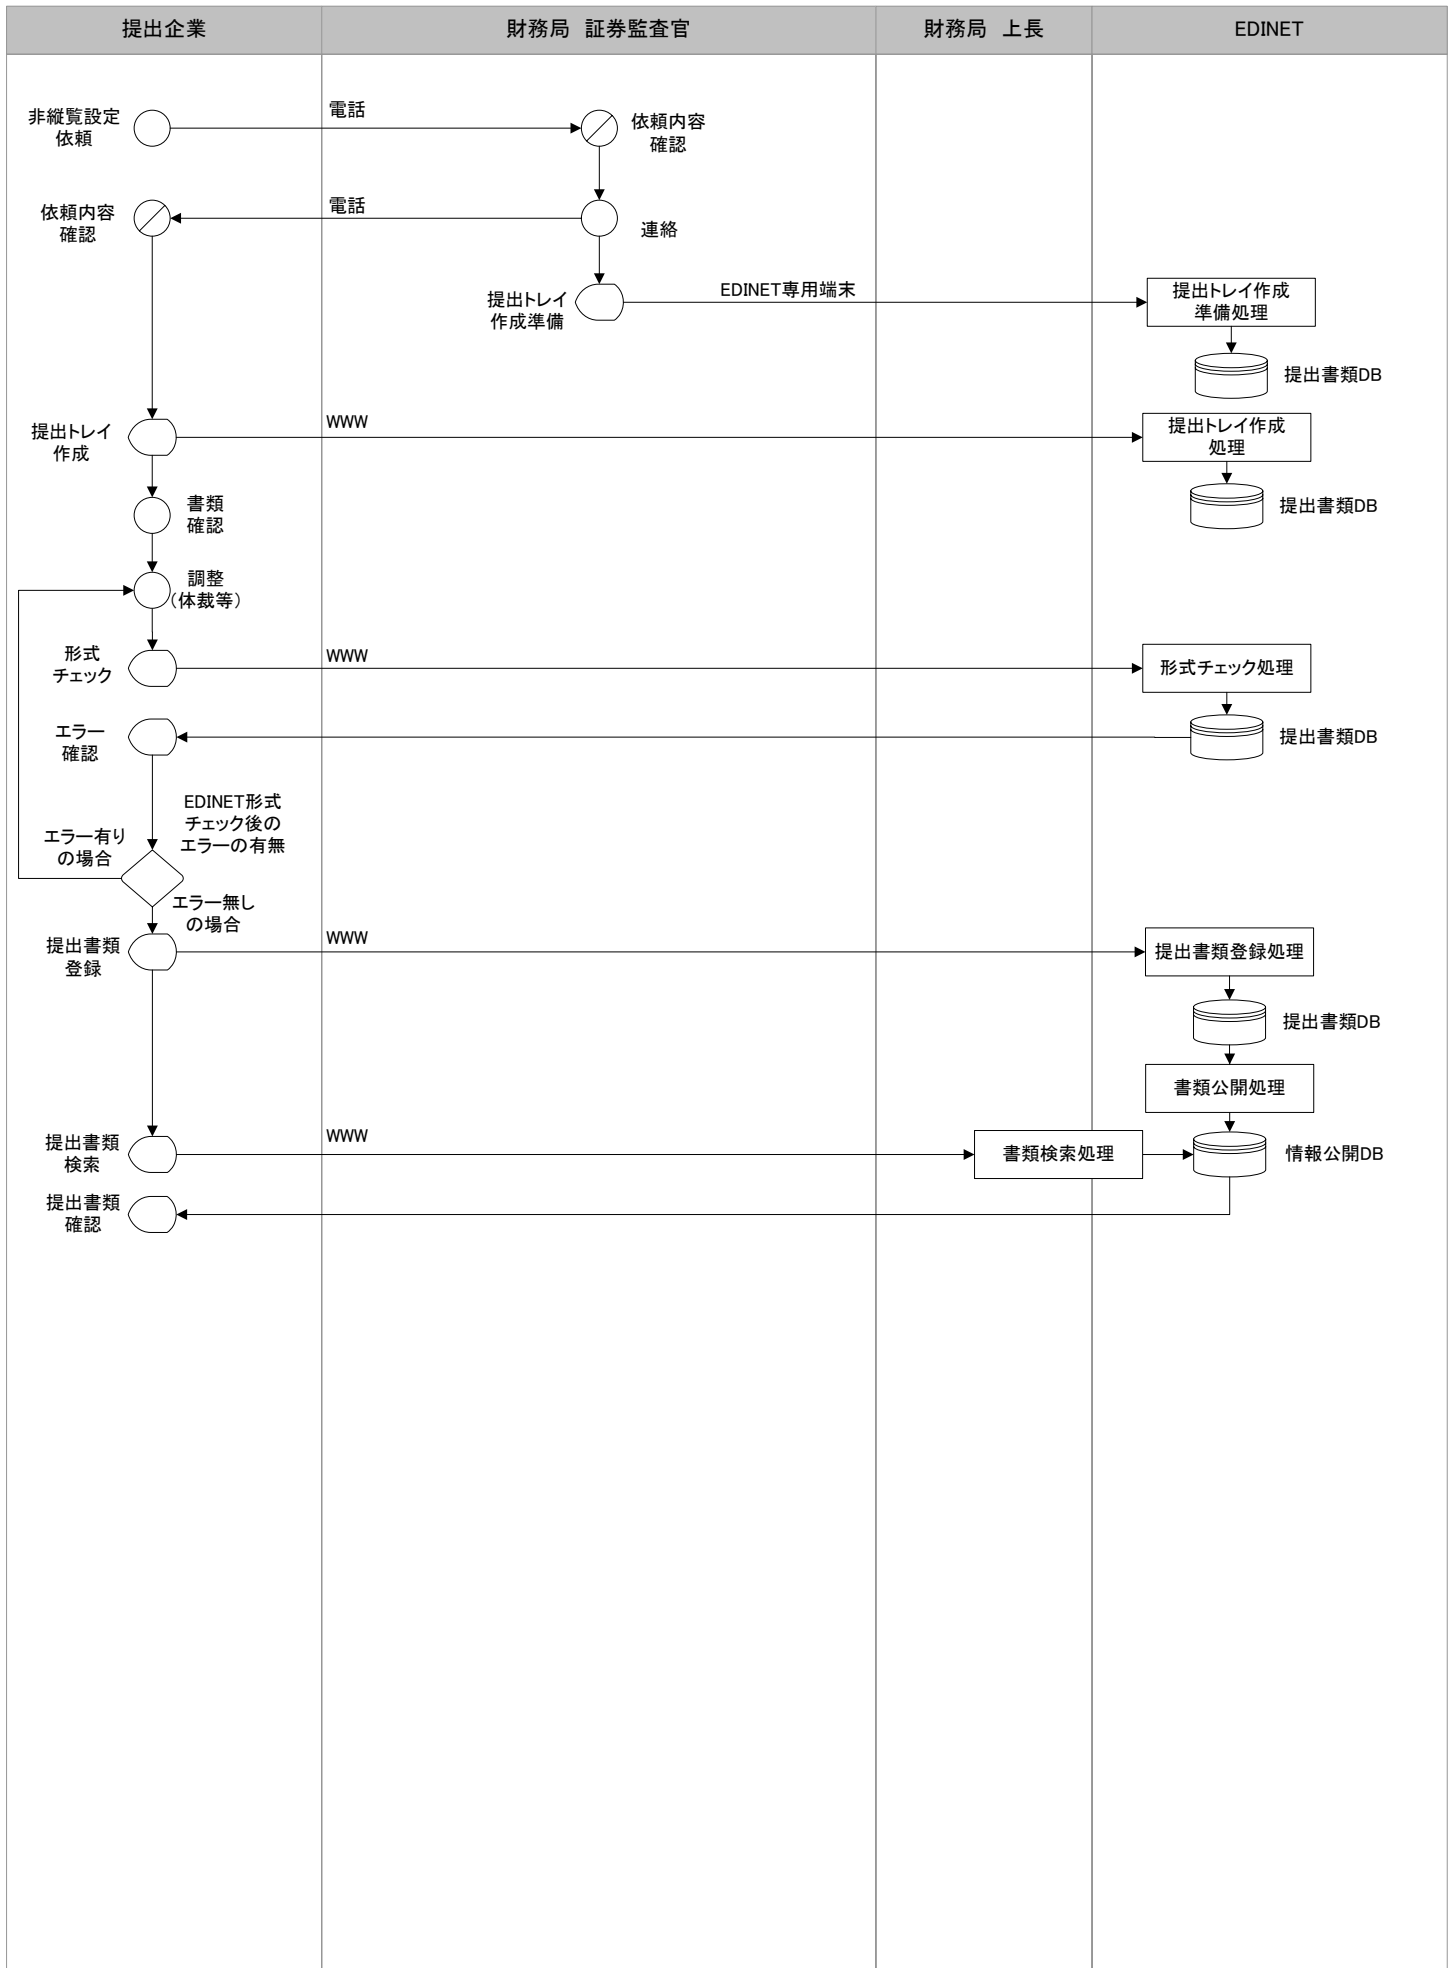 提出企業
財務局　証券監査官
財務局　上長
EDINET
非縦覧設定
依頼
電話
依頼内容
確認
依頼内容
確認
電話
連絡
提出トレイ
作成準備
EDINET専用端末
提出トレイ作成
準備処理
提出書類DB
提出トレイ
作成
WWW
提出トレイ作成
処理
提出書類DB
書類
確認
調整
（体裁等）
形式
チェック
WWW
形式チェック処理
エラー
確認
提出書類DB
EDINET形式
チェック後の
エラーの有無
エラー有り
の場合
エラー無し
の場合
提出書類
登録
WWW
提出書類登録処理
提出書類DB
書類公開処理
提出書類
検索
WWW
書類検索処理
情報公開DB
提出書類
確認